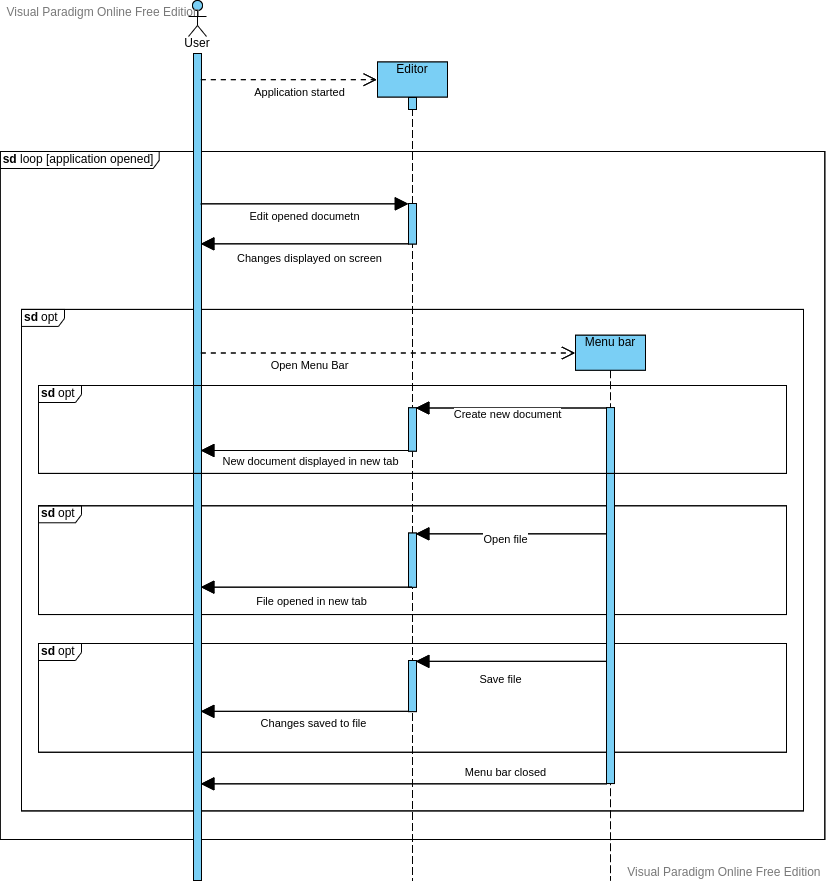 Visual Paradigm Online Free Edition
User
Editor
Application started
sd loop [application opened]
Edit opened documetn
Changes displayed on screen
sd opt
Menu bar
Open Menu Bar
sd opt
Create new document
New document displayed in new tab
sd opt
Open file
File opened in new tab
sd opt
Save file
Changes saved to file
Menu bar closed
Visual Paradigm Online Free Edition